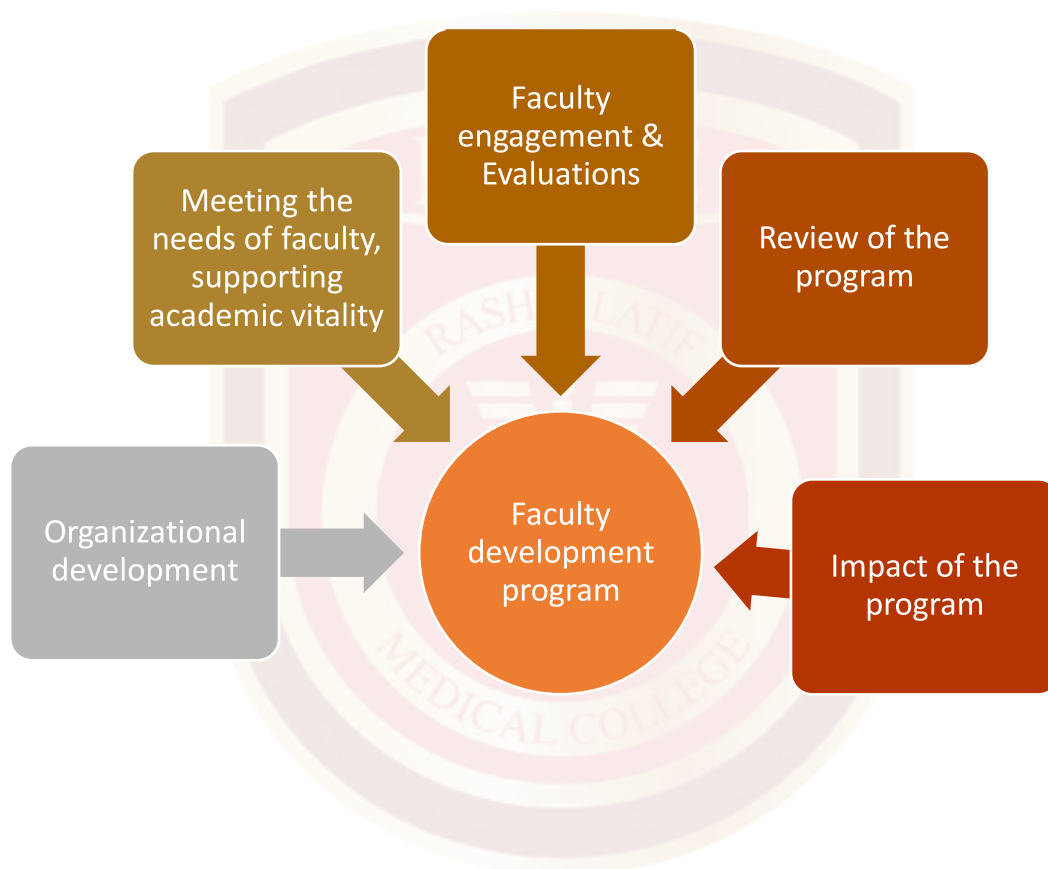 Faculty
engagement &
Evaluations
Meeting the
needs of faculty,
supporting
academic vitality
Review of the
program
Organizational
development
Faculty
development
program
Impact of the
program
LATIF
MEDICAL COLLEGE